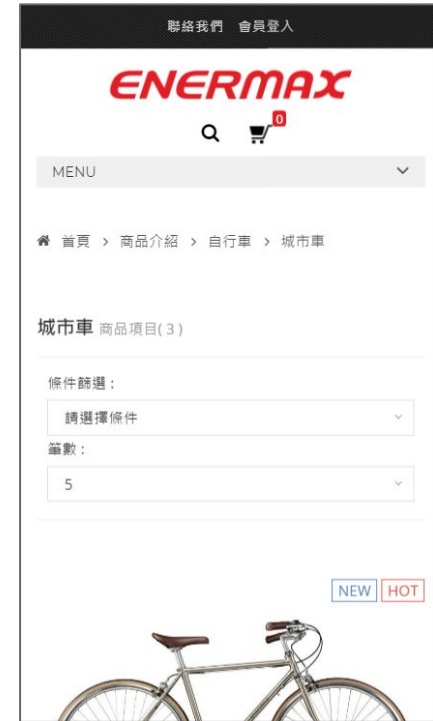 聯絡我們 會員登入
ENERMAX
0
MENU
首頁 > 商品介紹 > 自行車 > 城市車
城市車 商品項目( 3 )
條件篩選 :
請選擇條件
筆數 :
5
NEW HOT